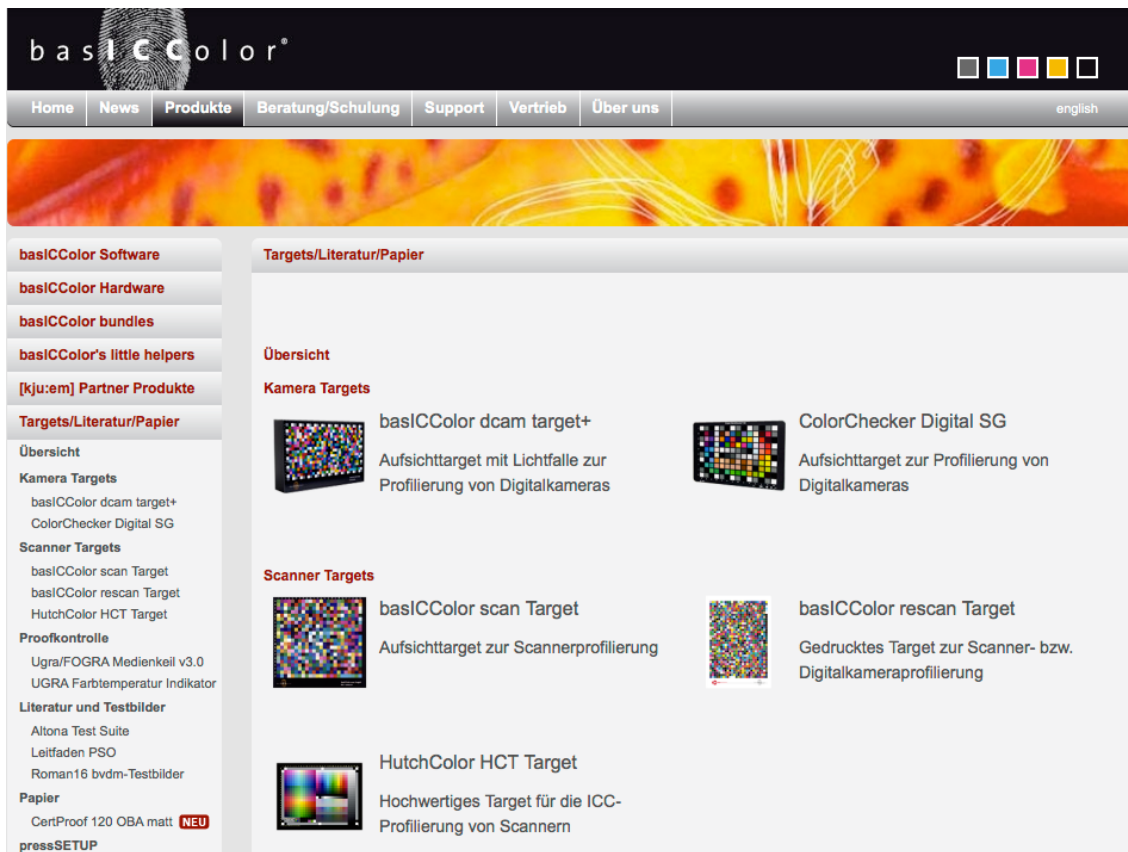 basICColor®
Home
News
Produkte
Beratung/Schulung
Support
Vertrieb
Über uns
english
basICColor Software
basICColor Hardware
basICColor bundles
basICColor's little helpers
[kju:em] Partner Produkte
Targets/Literatur/Papier
Übersicht
Kamera Targets
basICColor dcam target+
ColorChecker Digital SG
Scanner Targets
basICColor scan Target
basICColor rescan Target
HutchColor HCT Target
Proofkontrolle
Ugra/FOGRA Medienkeil v3.0
UGRA Farbtemperatur Indikator
Literatur und Testbilder
Altona Test Suite
Leitfaden PSO
Roman16 bvdm-Testbilder
Papier
CertProof 120 OBA matt NEU
pressSETUP
Targets/Literatur/Papier
Übersicht
Kamera Targets
basICColor dcam target+
Aufsichttarget mit Lichtfalle zur
Profilierung von Digitalkameras
ColorChecker Digital SG
Aufsichttarget zur Profilierung von
Digitalkameras
Scanner Targets
basICColor scan Target
Aufsichttarget zur Scannerprofilierung
basICColor rescan Target
Gedrucktes Target zur Scanner- bzw.
Digitalkameraprofilierung
HutchColor HCT Target
Hochwertiges Target für die ICC-
Profilierung von Scannern